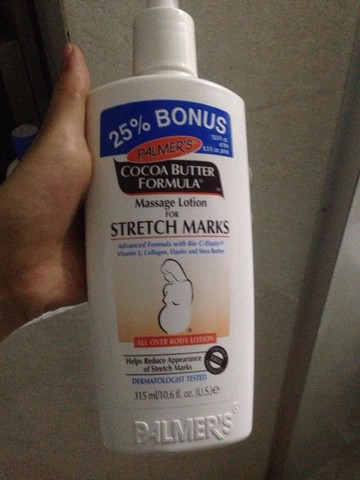 25% BONUS
PALMER'S
COCOA BUTTER
FORMULA®
Massage Lotion
FOR
STRETCH MARKS
Advanced Formula with Bio C-Elaste®
Vitamin E, Collagen, Elastin and Shea Butter
ALL OVER BODY LOTION
Helps Reduce Appearance
of Stretch Marks
DERMATOLOGIST TESTED
315 ml/10.6 fl. oz. (U.S.)e
PALMER'S®